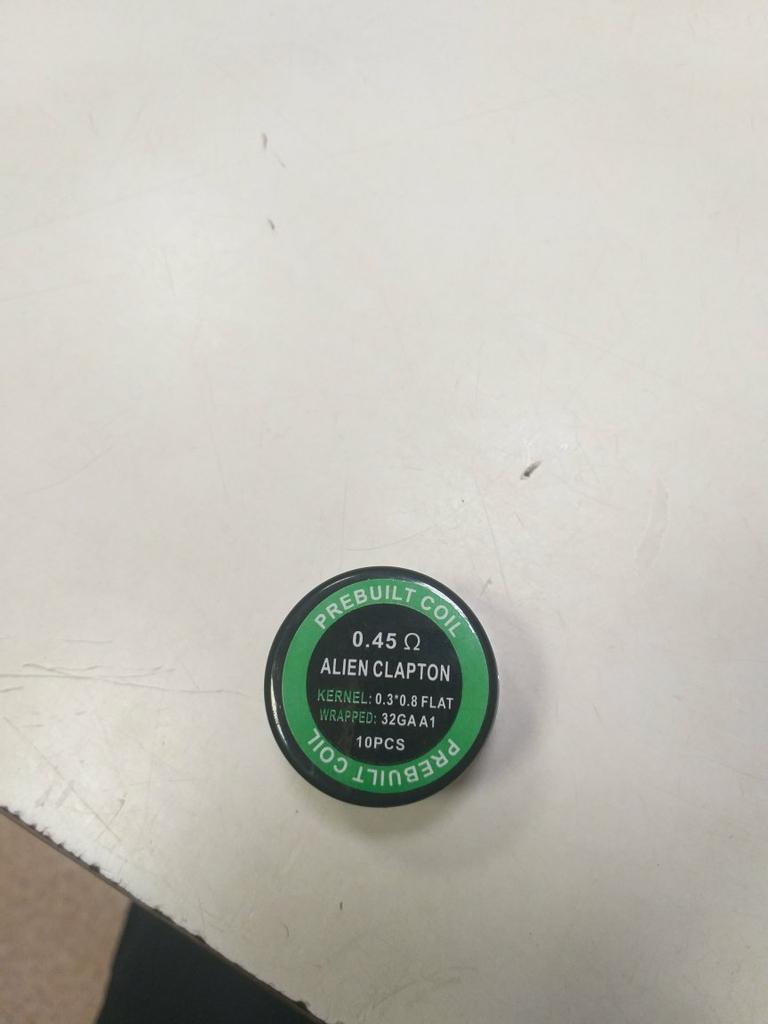 PREBUILT COIL
0.45 Ω
ALIEN CLAPTON
KERNEL: 0.3*0.8 FLAT
WRAPPED: 32GA A1
10PCS
PREBUILT COIL